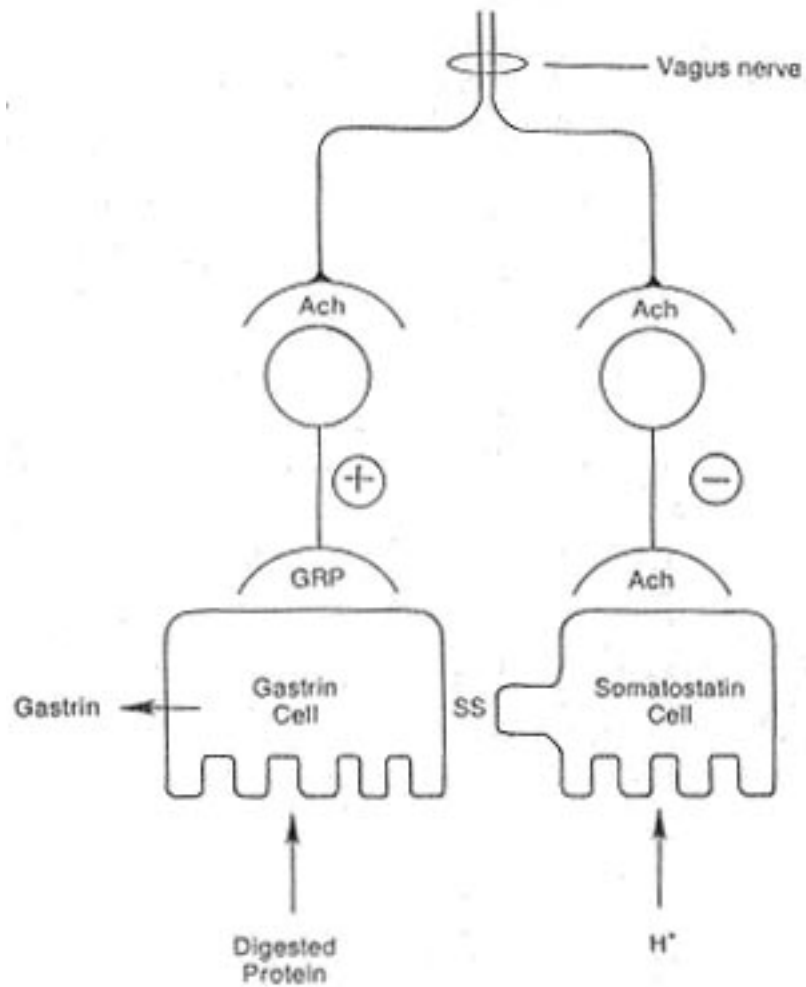 Vagus nerve
Ach
Ach
+
−
GRP
Ach
Gastrin
Gastrin
Cell
SS
Somatostatin
Cell
Digested
Protein
H+